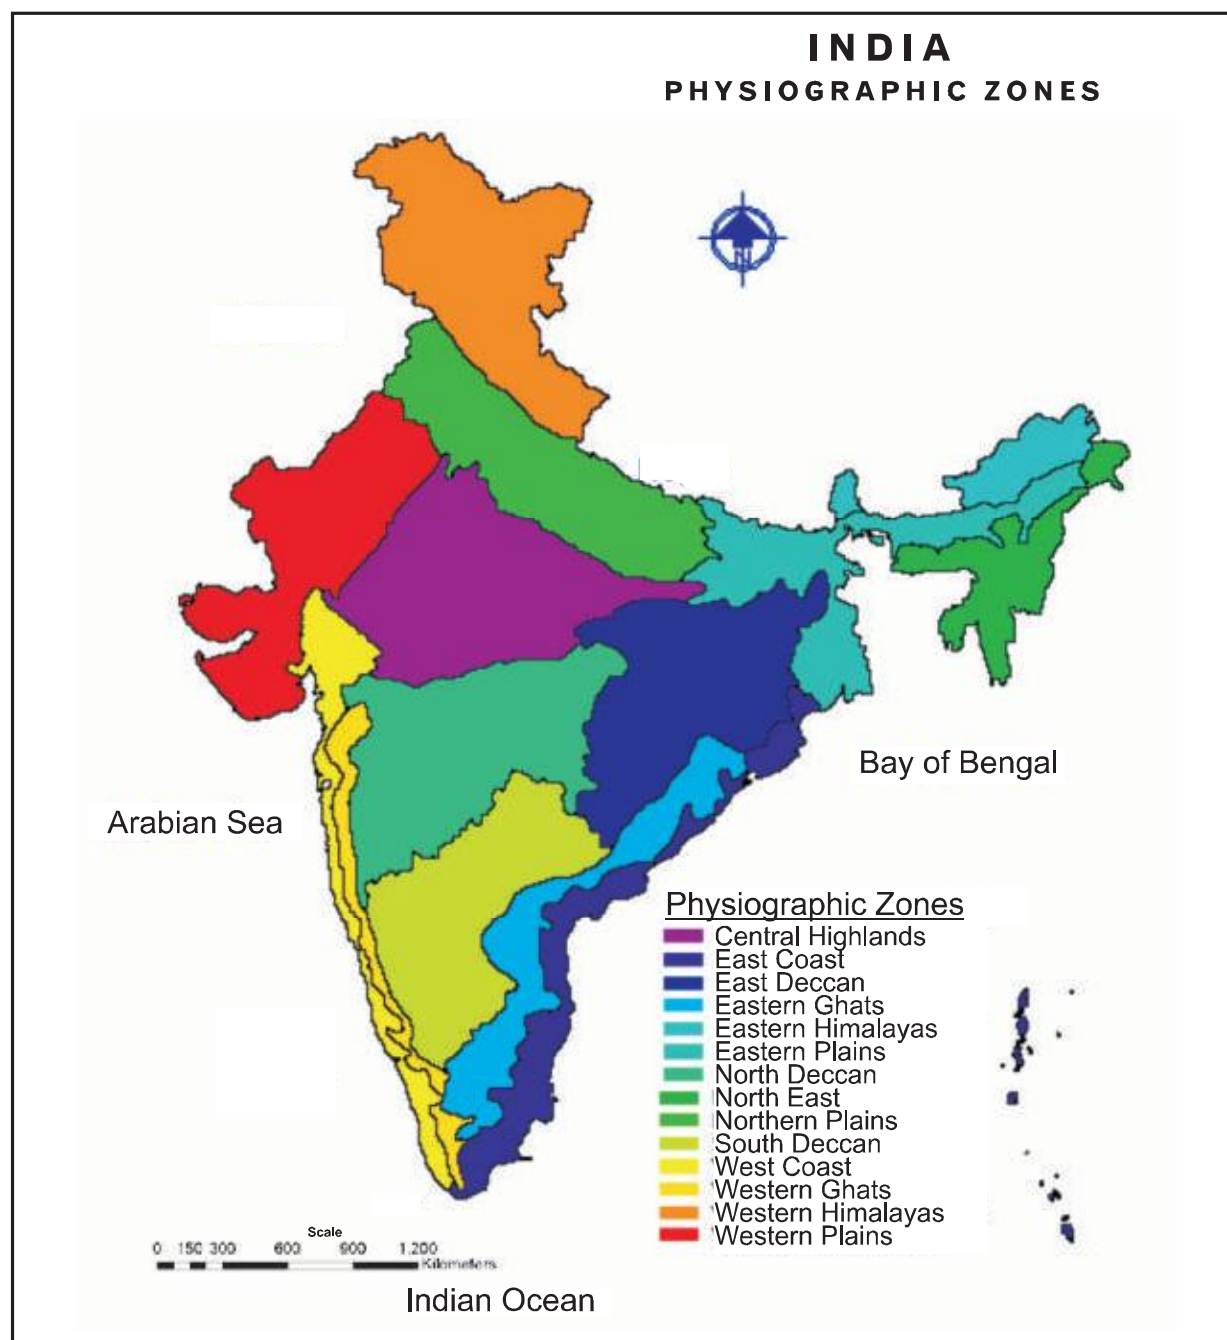 INDIA
PHYSIOGRAPHIC ZONES
N
Bay of Bengal
Arabian Sea
Physiographic Zones
Central Highlands
East Coast
East Deccan
Eastern Ghats
Eastern Himalayas
Eastern Plains
North Deccan
North East
Northern Plains
South Deccan
West Coast
Western Ghats
Western Himalayas
Western Plains
Scale
0 150 300 600 900 1,200
Kilometers
Indian Ocean